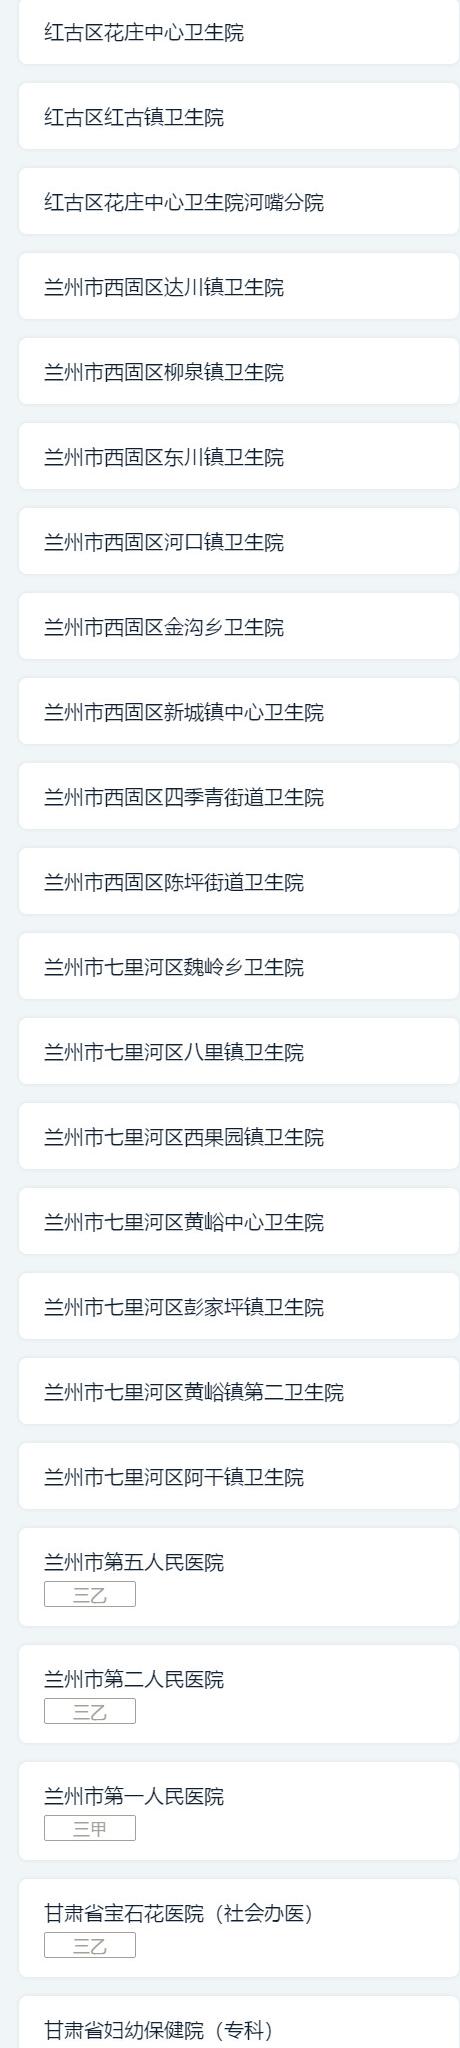 红古区花庄中心卫生院
红古区红古镇卫生院
红古区花庄中心卫生院河嘴分院
兰州市西固区达川镇卫生院
兰州市西固区柳泉镇卫生院
兰州市西固区东川镇卫生院
兰州市西固区河口镇卫生院
兰州市西固区金沟乡卫生院
兰州市西固区新城镇中心卫生院
兰州市西固区四季青街道卫生院
兰州市西固区陈坪街道卫生院
兰州市七里河区魏岭乡卫生院
兰州市七里河区八里镇卫生院
兰州市七里河区西果园镇卫生院
兰州市七里河区黄峪中心卫生院
兰州市七里河区彭家坪镇卫生院
兰州市七里河区黄峪镇第二卫生院
兰州市七里河区阿干镇卫生院
兰州市第五人民医院
三乙
兰州市第二人民医院
三乙
兰州市第一人民医院
三甲
甘肃省宝石花医院（社会办医）
三乙
甘肃省妇幼保健院（专科）